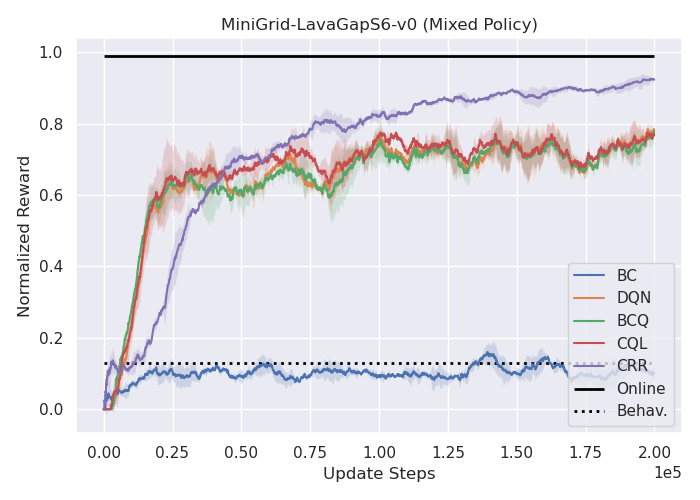 MiniGrid-LavaGapS6-v0 (Mixed Policy)
Normalized Reward
1.0
0.8
0.6
0.4
0.2
0.0
BC
DQN
BCQ
CQL
CRR
Online
Behav.
0.00 0.25 0.50 0.75 1.00 1.25 1.50 1.75 2.00
1e5
Update Steps